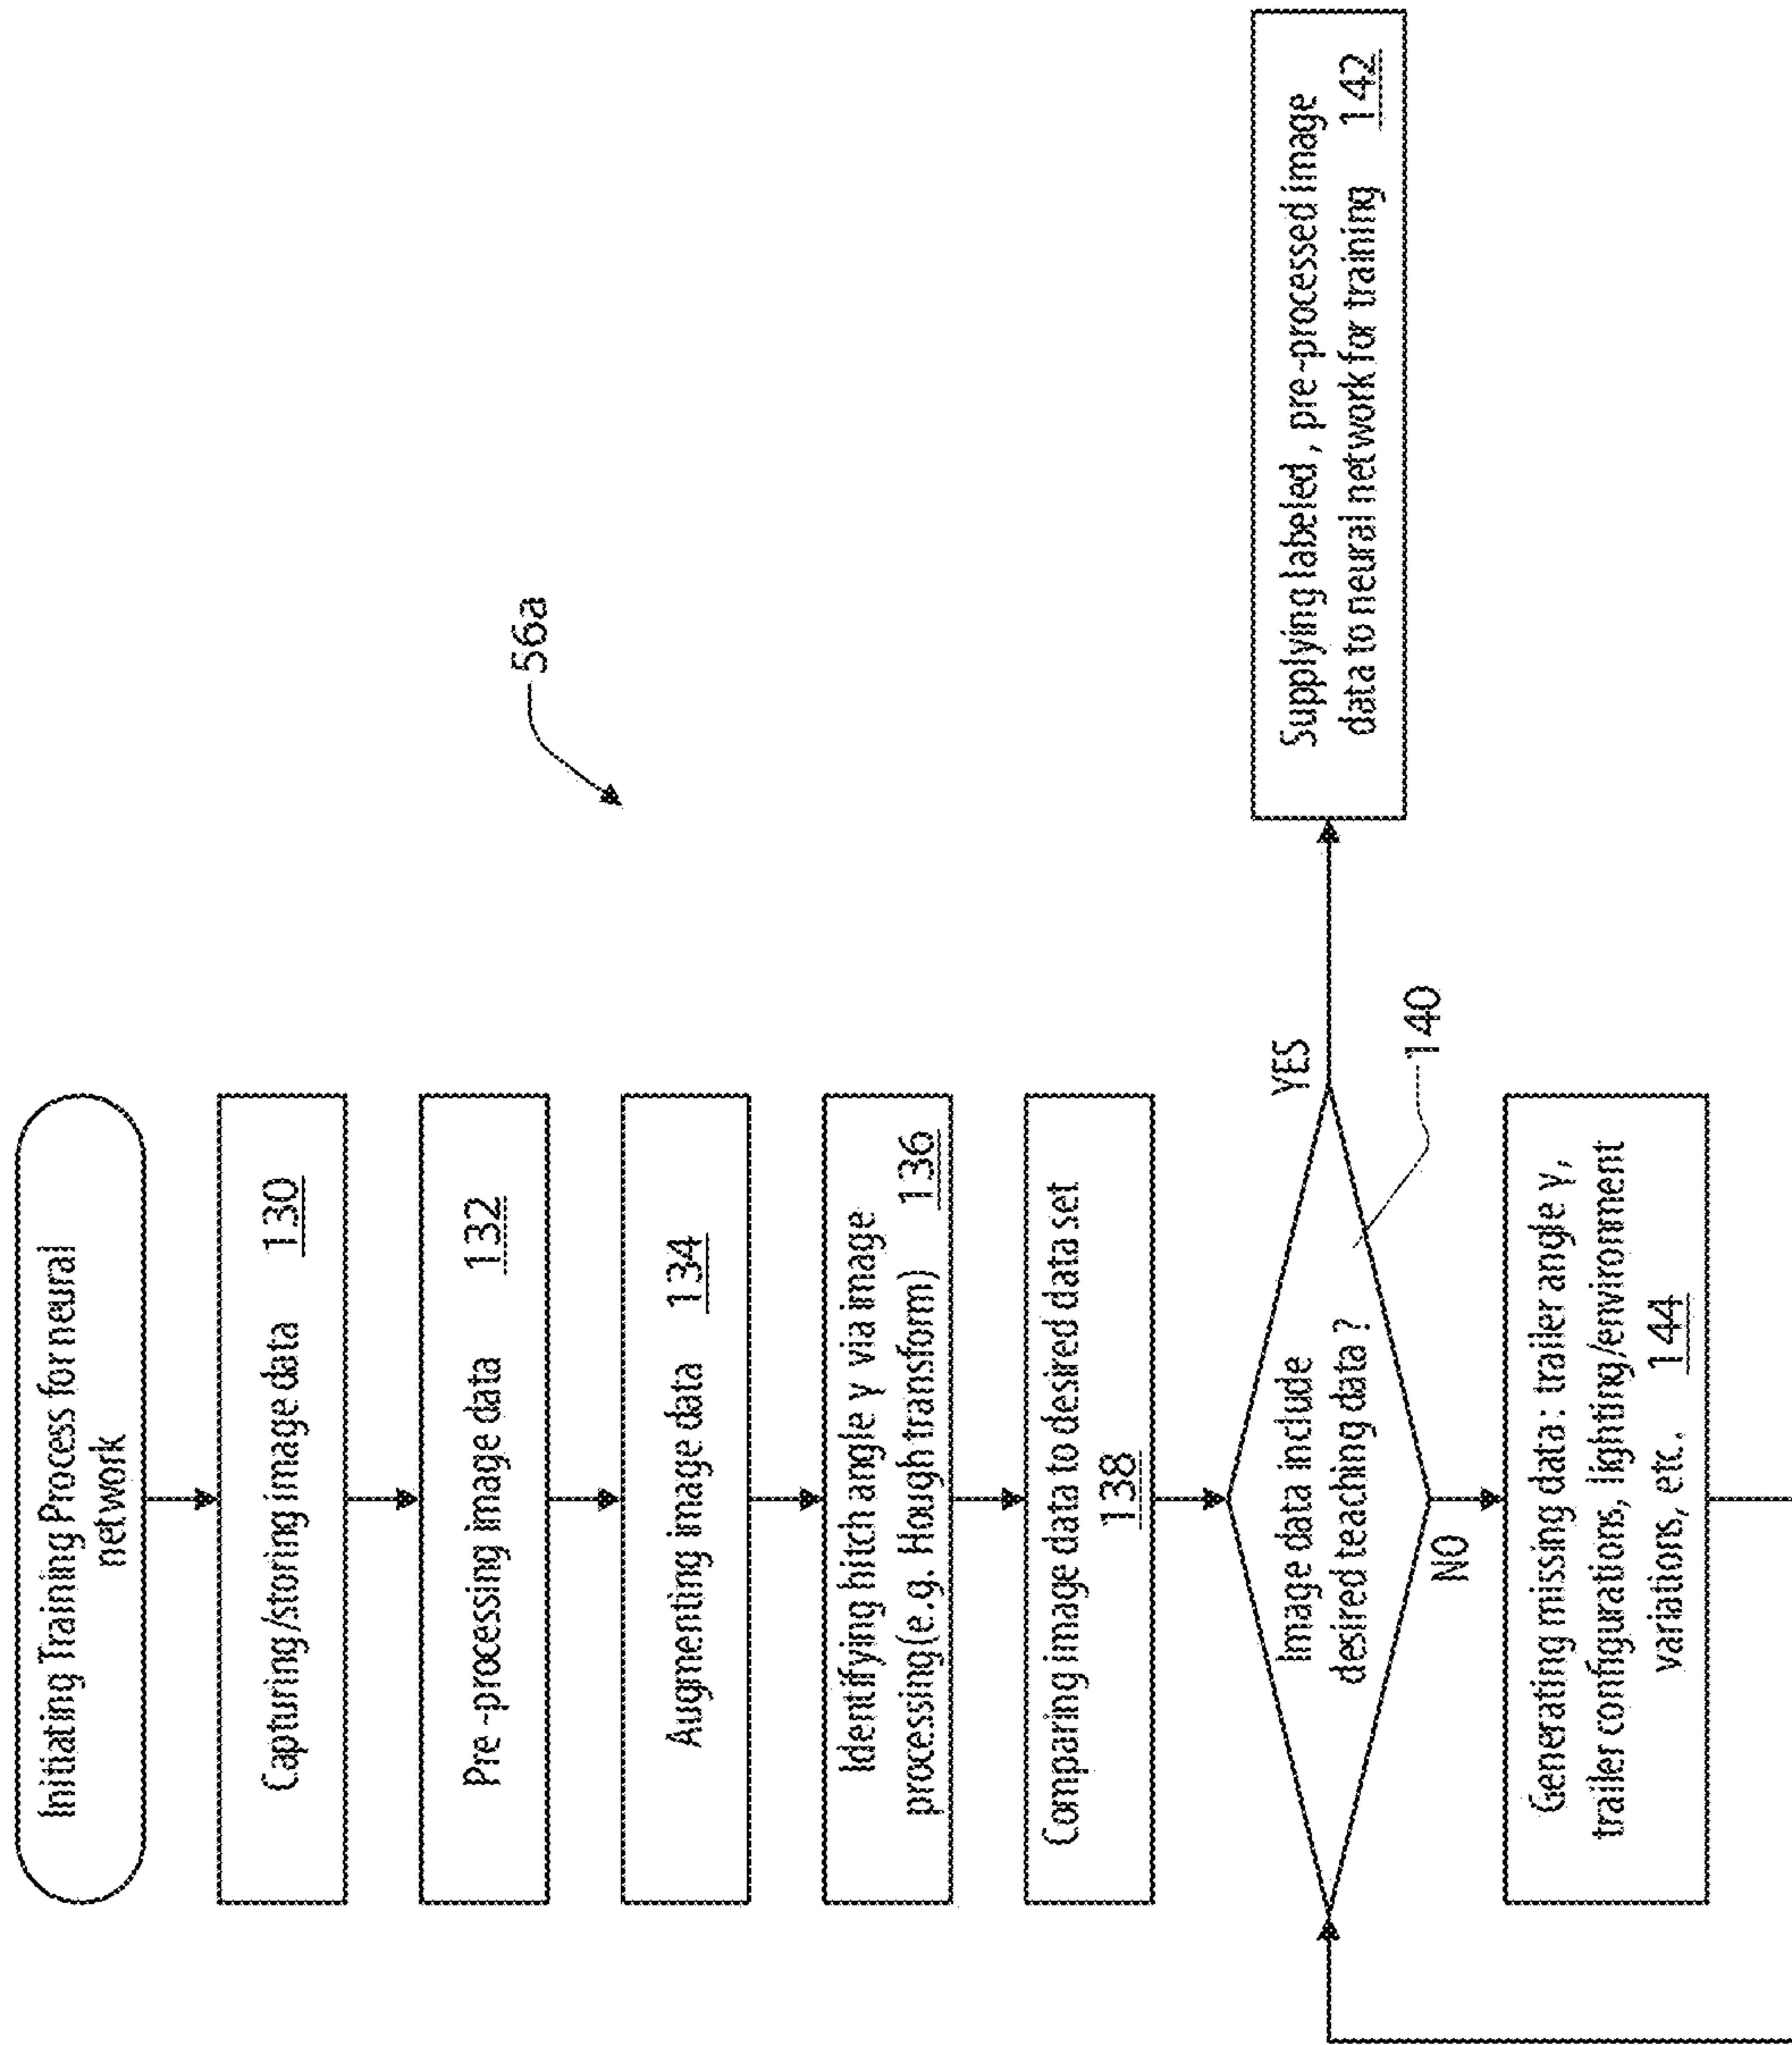 Initiating Training Process for neural
network
Capturing/storing image data 130
Pre-processing image data 132
Augmenting image data 134
Identifying hitch angle γ via image
processing(e.g. Hough transform) 136
Comparing image data to desired data set
138
56a
Image data include
desired teaching data?
140
YES
Supplying labeled, pre-processed image
data to neural network for training 142
NO
Generating missing data: trailer angle γ,
trailer configurations, lighting/environment
variations, etc. 144